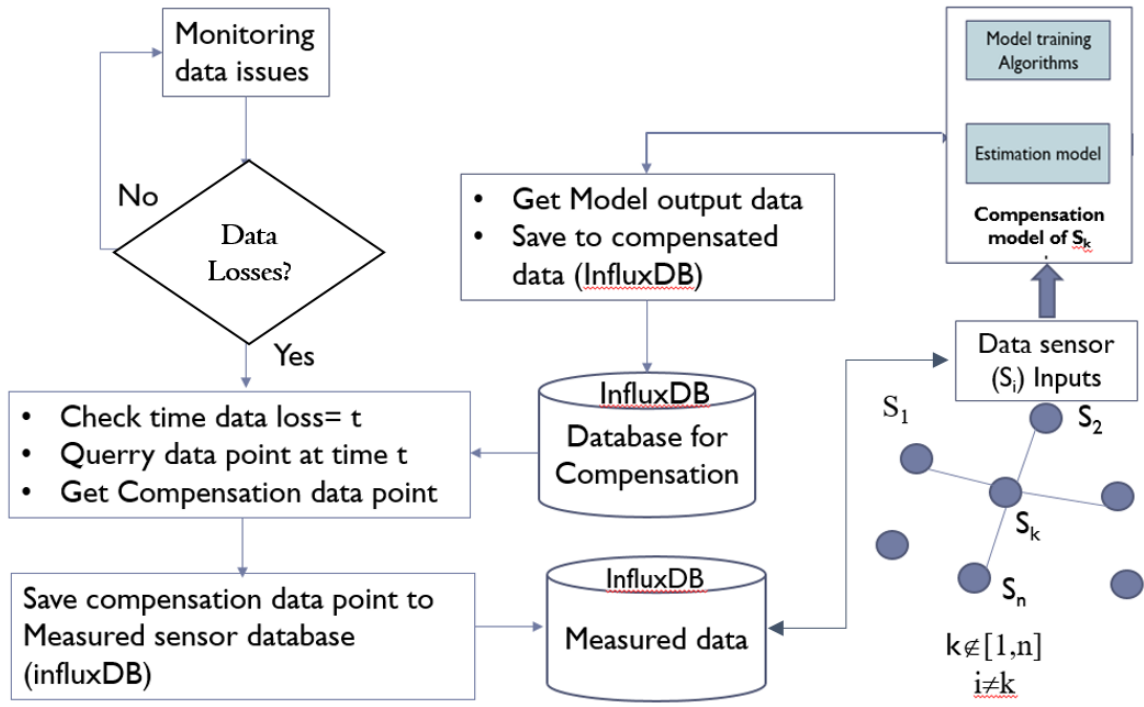 Monitoring
data issues
No
Data
Losses?
Yes
• Check time data loss= t
• Querry data point at time t
• Get Compensation data point
Save compensation data point to
Measured sensor database
(influxDB)
• Get Model output data
• Save to compensated
data (InfluxDB)
InfluxDB
Database for
Compensation
InfluxDB
Measured data
Model training
Algorithms
Estimation model
Compensation
model of Sk
Data sensor
(Si) Inputs
S1
S2
Sk
Sn
k∉[1,n]
i≠k